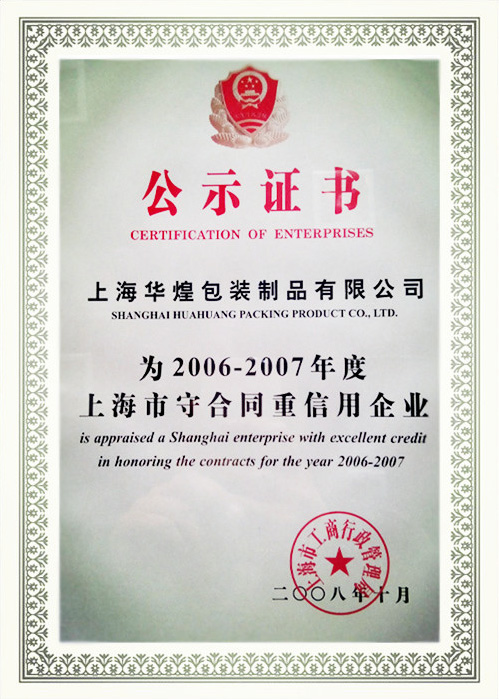 公示证书
CERTIFICATION OF ENTERPRISES
上海华煌包装制品有限公司
SHANGHAI HUAHUANG PACKING PRODUCT CO., LTD.
为2006-2007年度
上海市守合同重信用企业
is appraised a Shanghai enterprise with excellent credit
in honoring the contracts for the year 2006-2007
上海市工商行政管理局
二〇〇八年十月